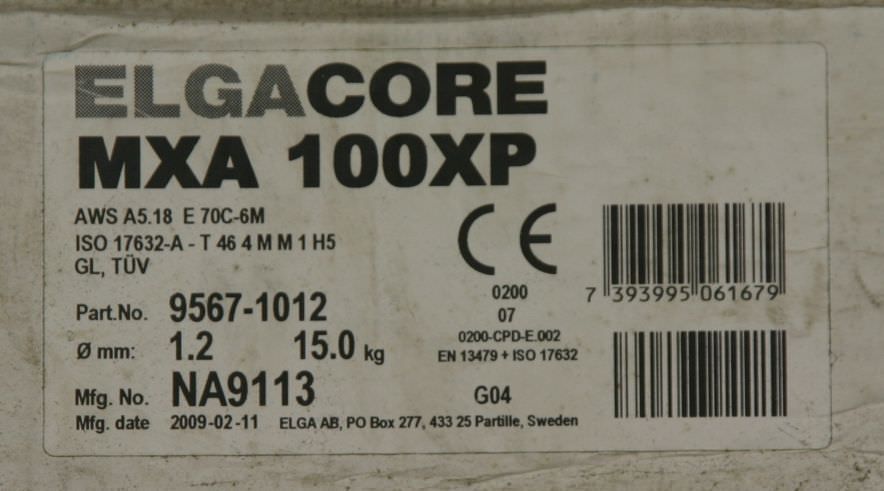 ELGACORE
MXA 100XP
AWS A5.18 E 70C-6M
ISO 17632-A - T 46 4 M M 1 H5
GL, TÜV
CE
0200
07
0200-CPD-E.002
EN 13479 + ISO 17632
7 393995 061679
Part.No. 9567-1012
Ø mm: 1.2 15.0 kg
Mfg. No. NA9113
G04
Mfg. date 2009-02-11 ELGA AB, PO Box 277, 433 25 Partille, Sweden